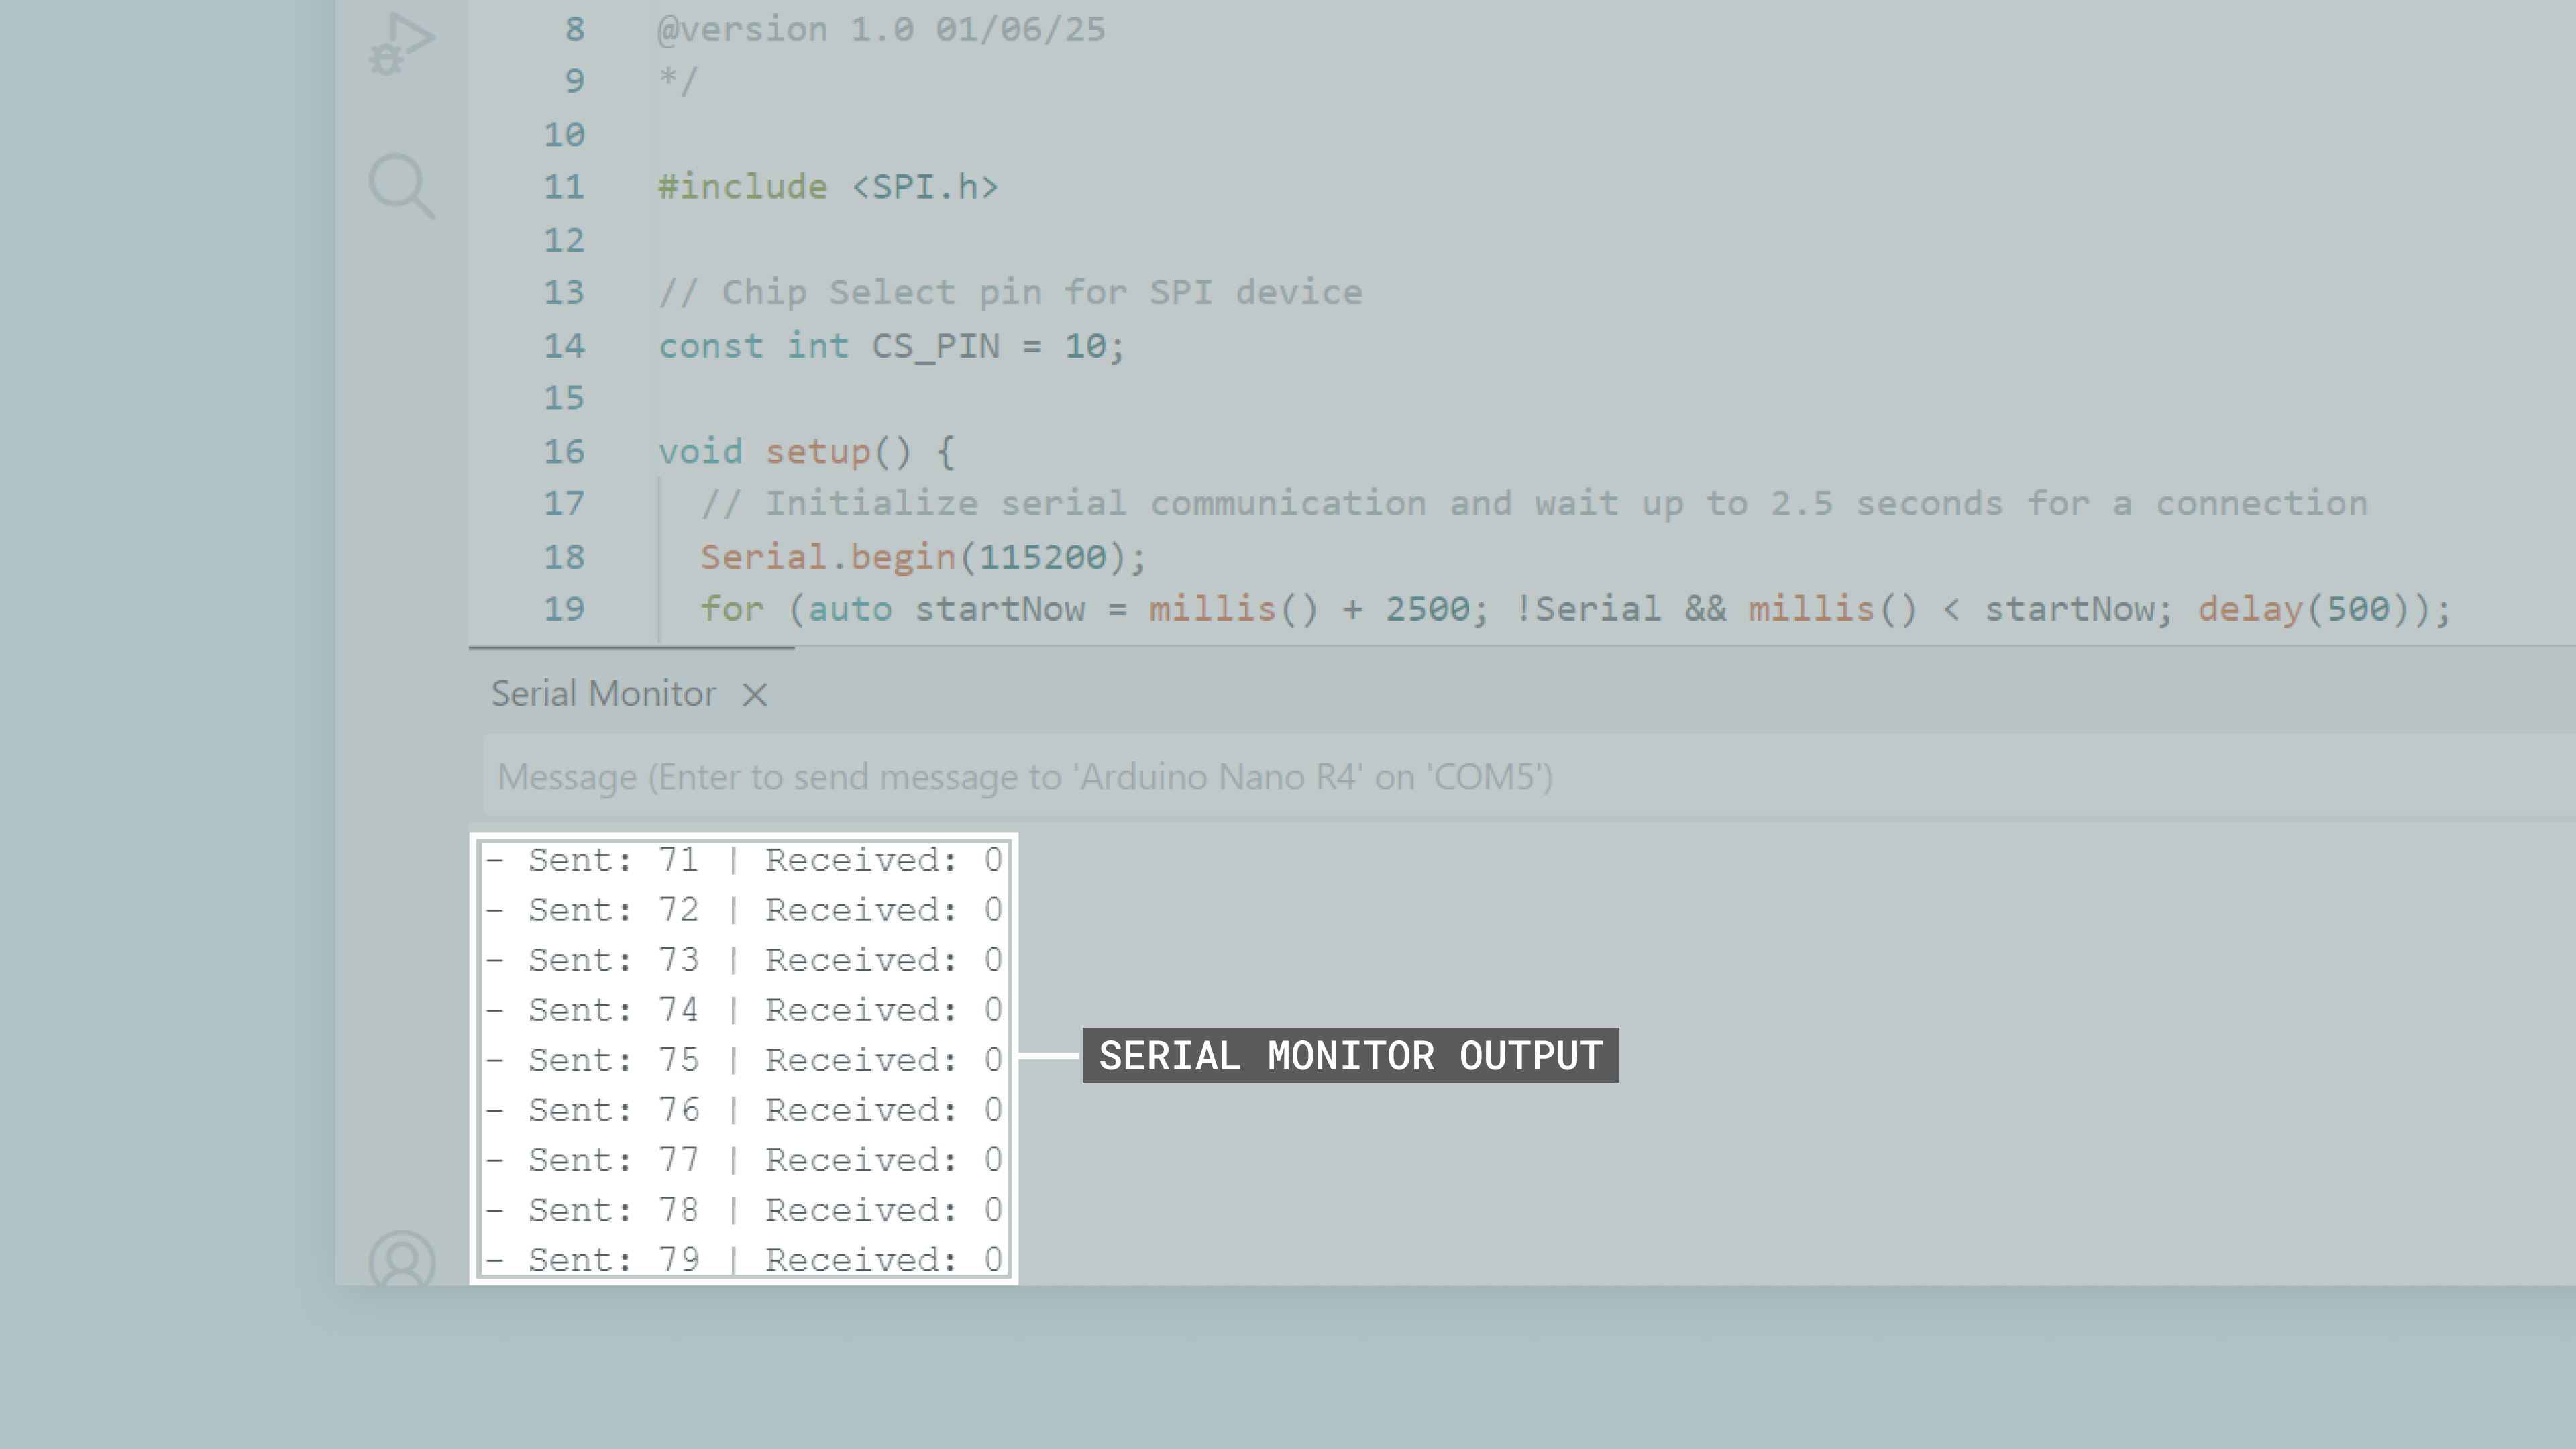 8 @version 1.0 01/06/25
9 */
10
11 #include <SPI.h>
12
13 // Chip Select pin for SPI device
14 const int CS_PIN = 10;
15
16 void setup() {
17 // Initialize serial communication and wait up to 2.5 seconds for a connection
18 Serial.begin(115200);
19 for (auto startNow = millis() + 2500; !Serial && millis() < startNow; delay(500));
Serial Monitor ×
Message (Enter to send message to 'Arduino Nano R4' on 'COM5')
- Sent: 71 | Received: 0
- Sent: 72 | Received: 0
- Sent: 73 | Received: 0
- Sent: 74 | Received: 0
- Sent: 75 | Received: 0
- Sent: 76 | Received: 0
- Sent: 77 | Received: 0
- Sent: 78 | Received: 0
- Sent: 79 | Received: 0
SERIAL MONITOR OUTPUT